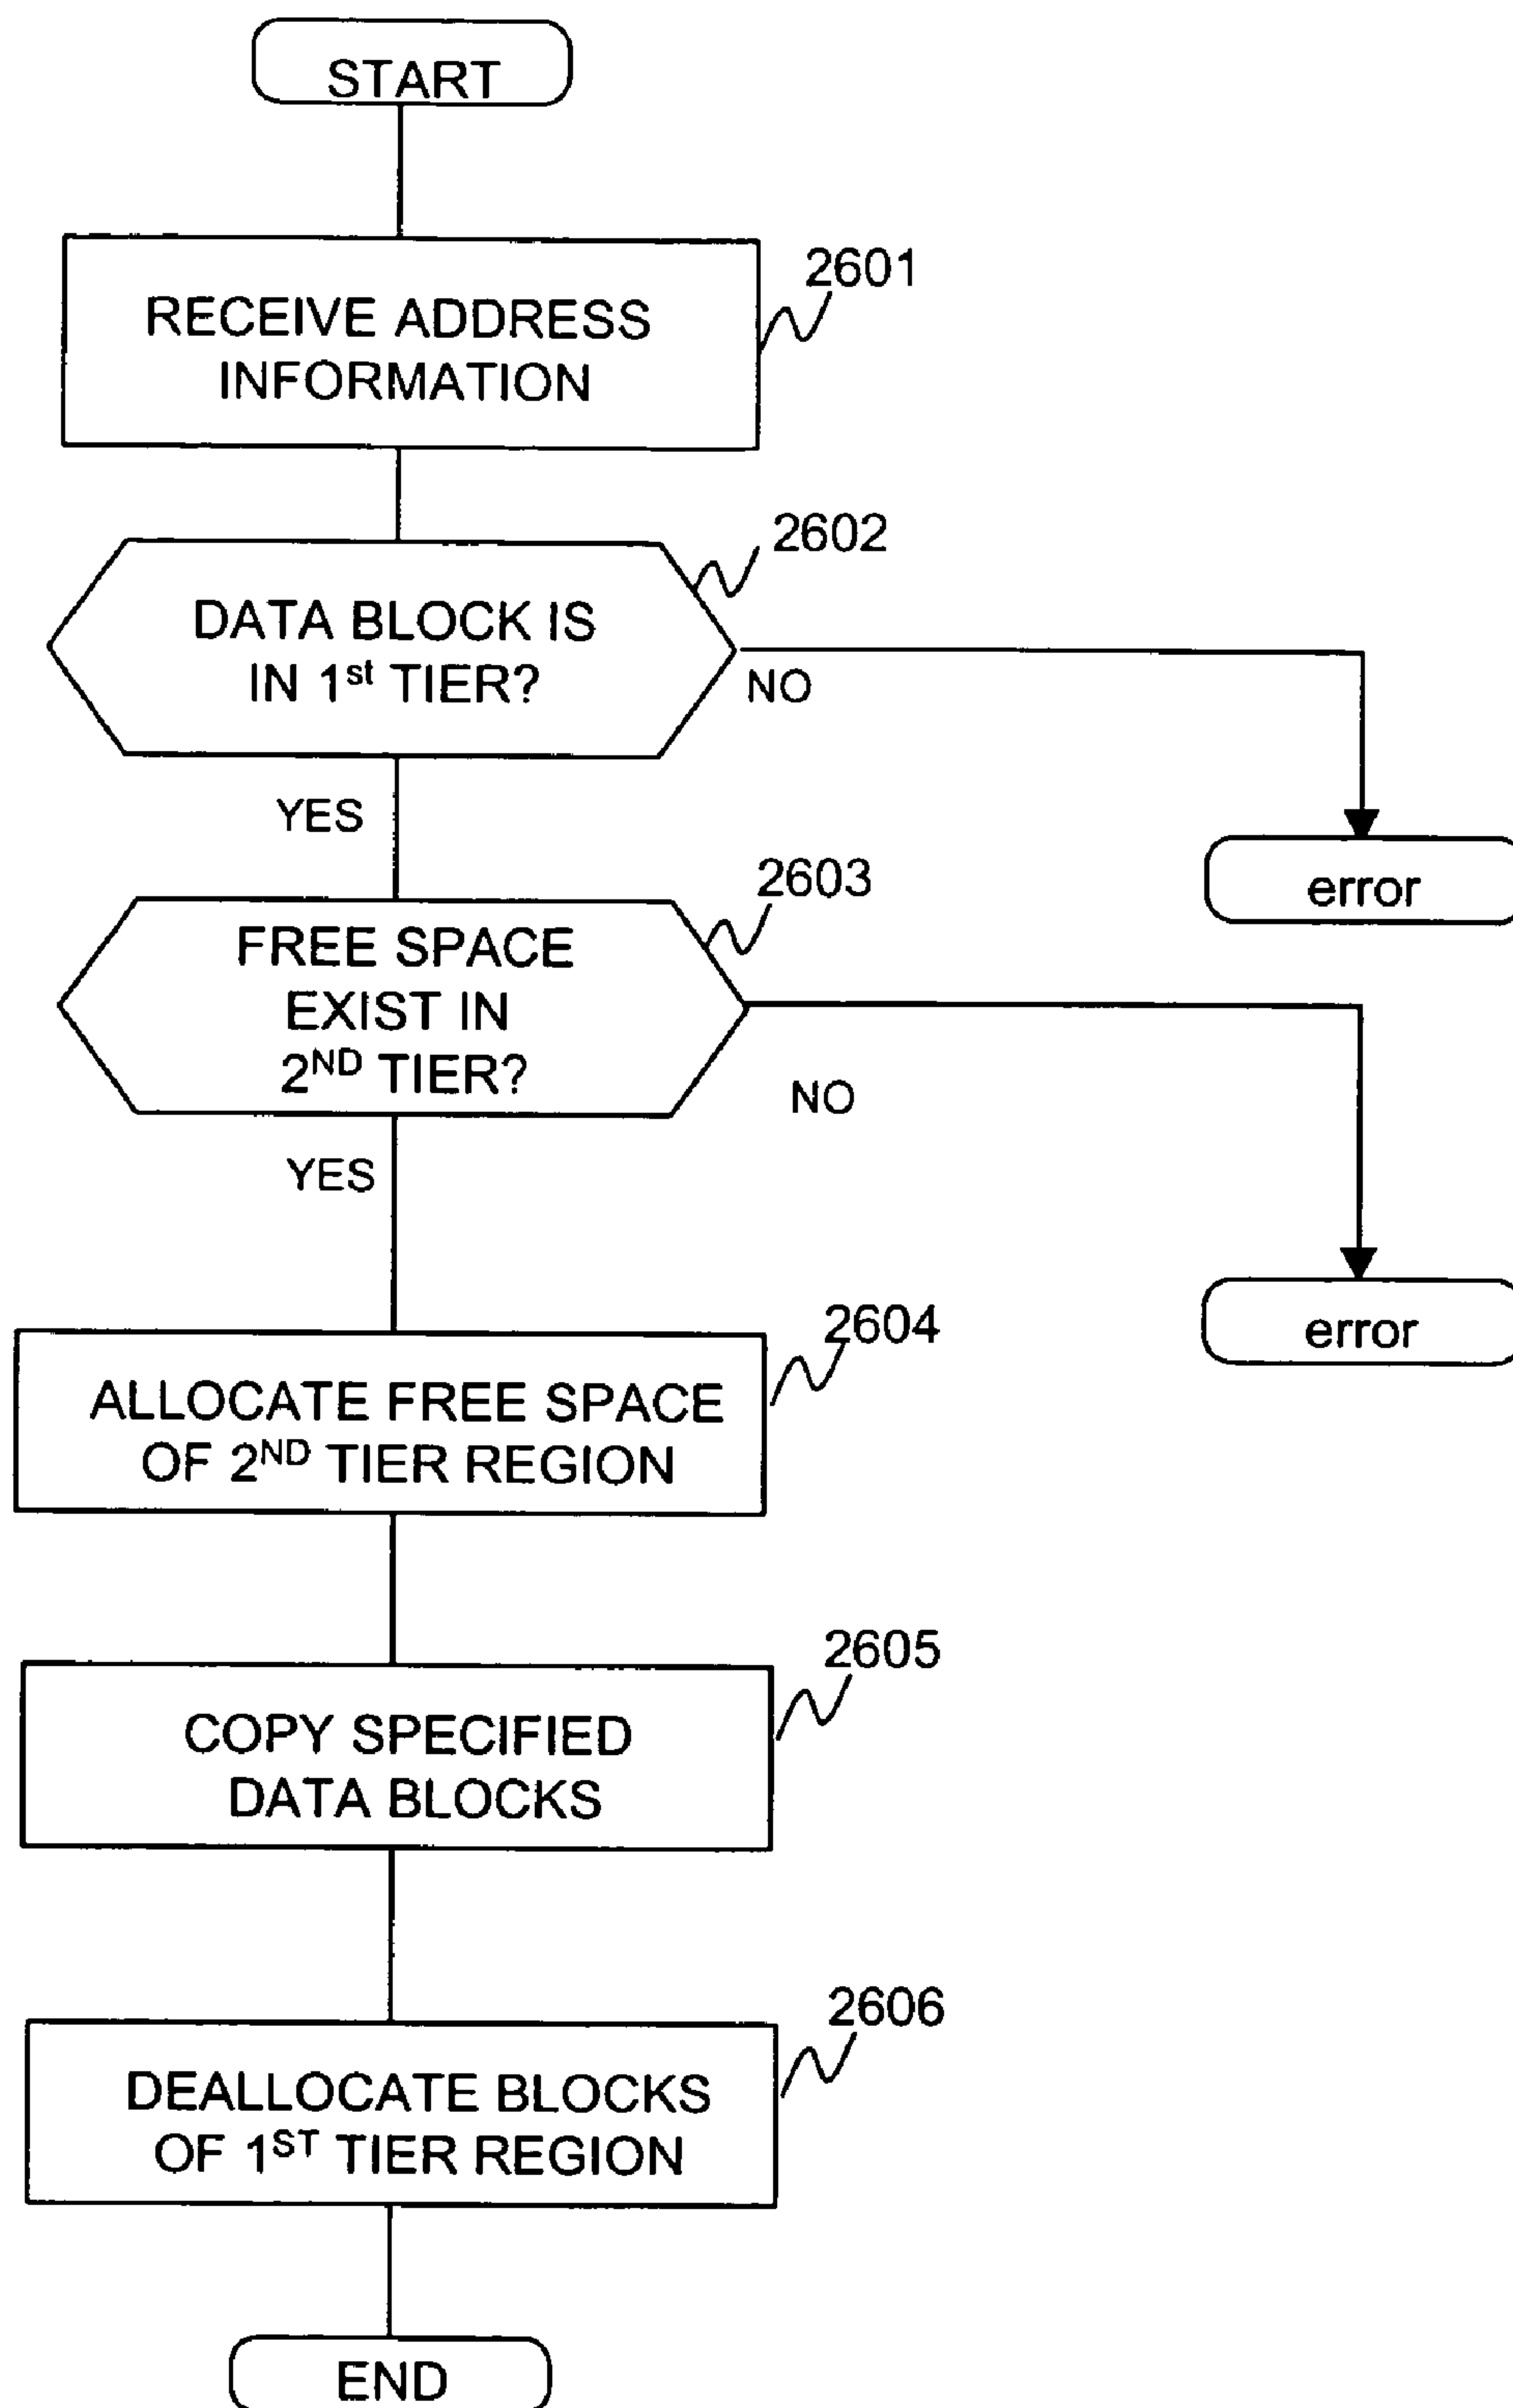 START
2601
RECEIVE ADDRESS
INFORMATION
2602
DATA BLOCK IS
IN 1st TIER?
NO
YES
error
2603
FREE SPACE
EXIST IN
2ND TIER?
NO
YES
error
2604
ALLOCATE FREE SPACE
OF 2ND TIER REGION
2605
COPY SPECIFIED
DATA BLOCKS
2606
DEALLOCATE BLOCKS
OF 1ST TIER REGION
END